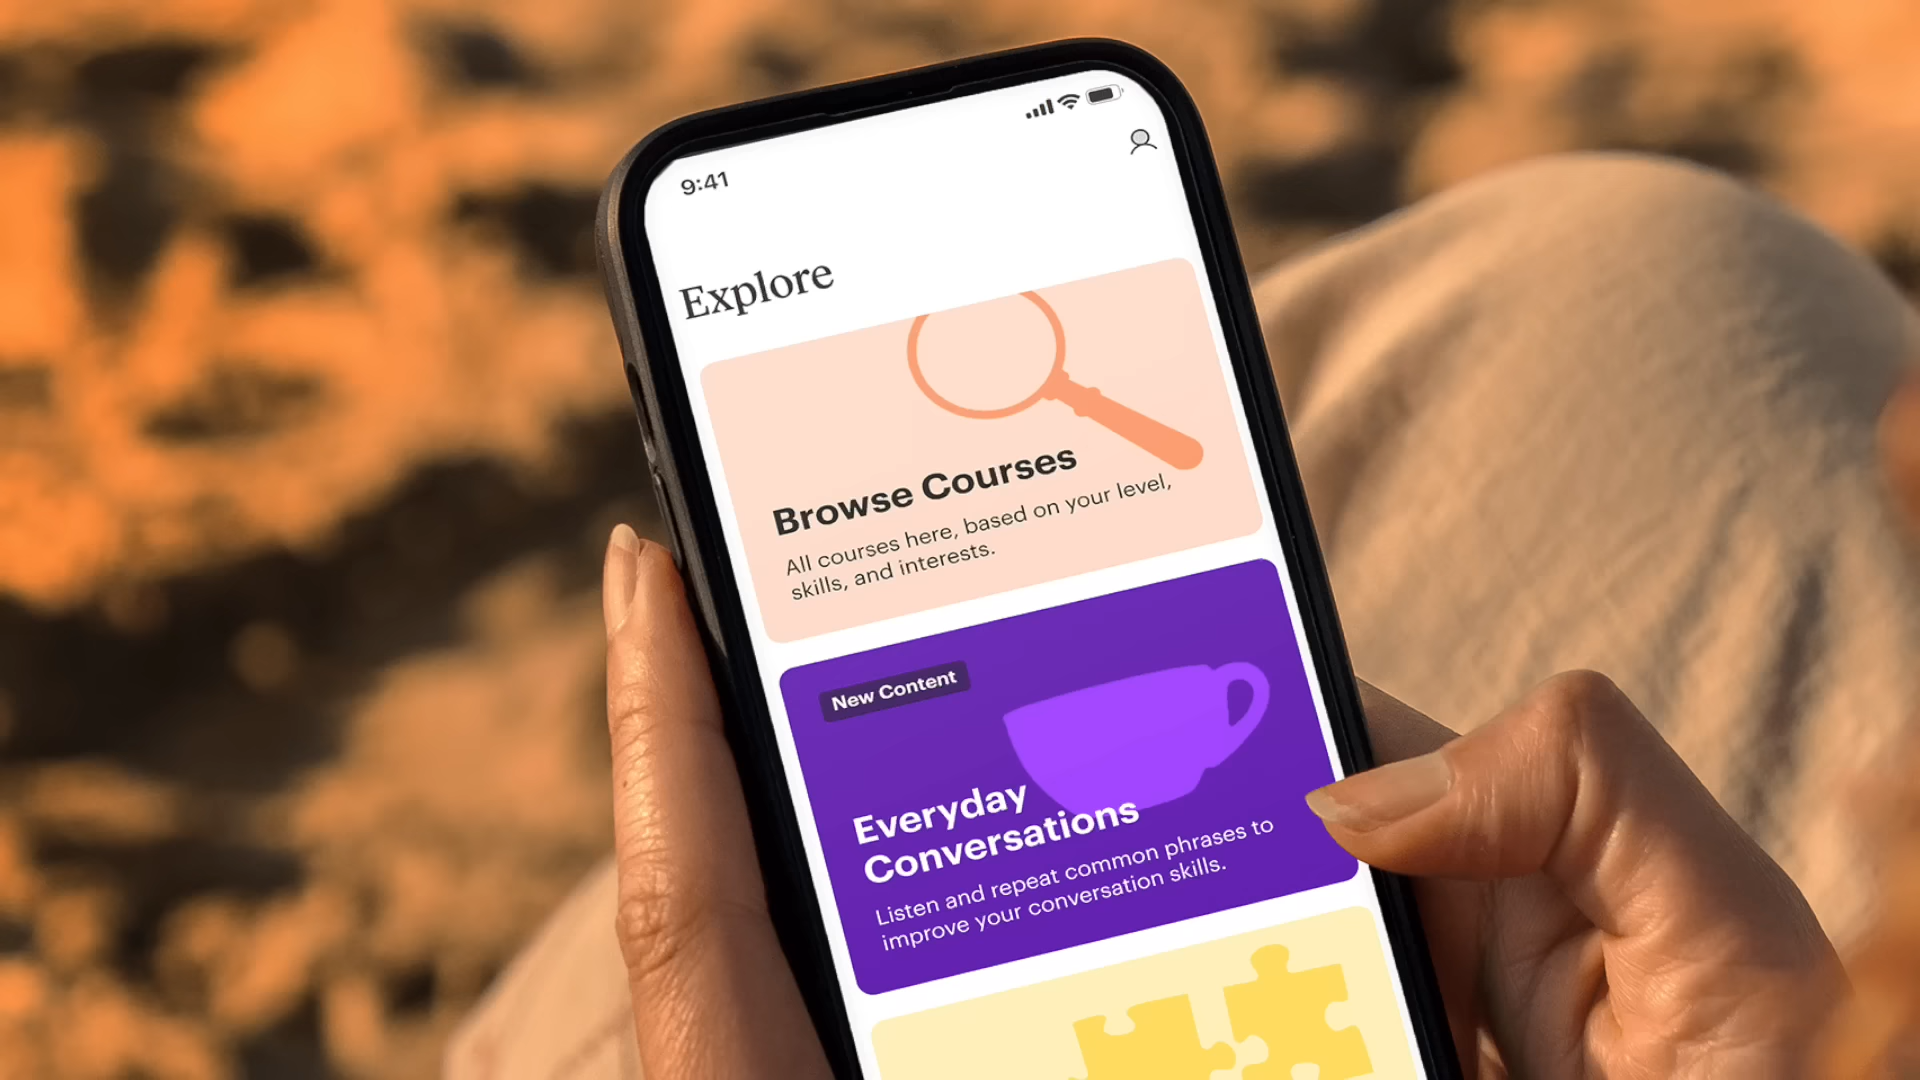 9:41
Explore
Browse Courses
All courses here, based on your level,
skills, and interests.
New Content
Everyday
Conversations
Listen and repeat common phrases to
improve your conversation skills.